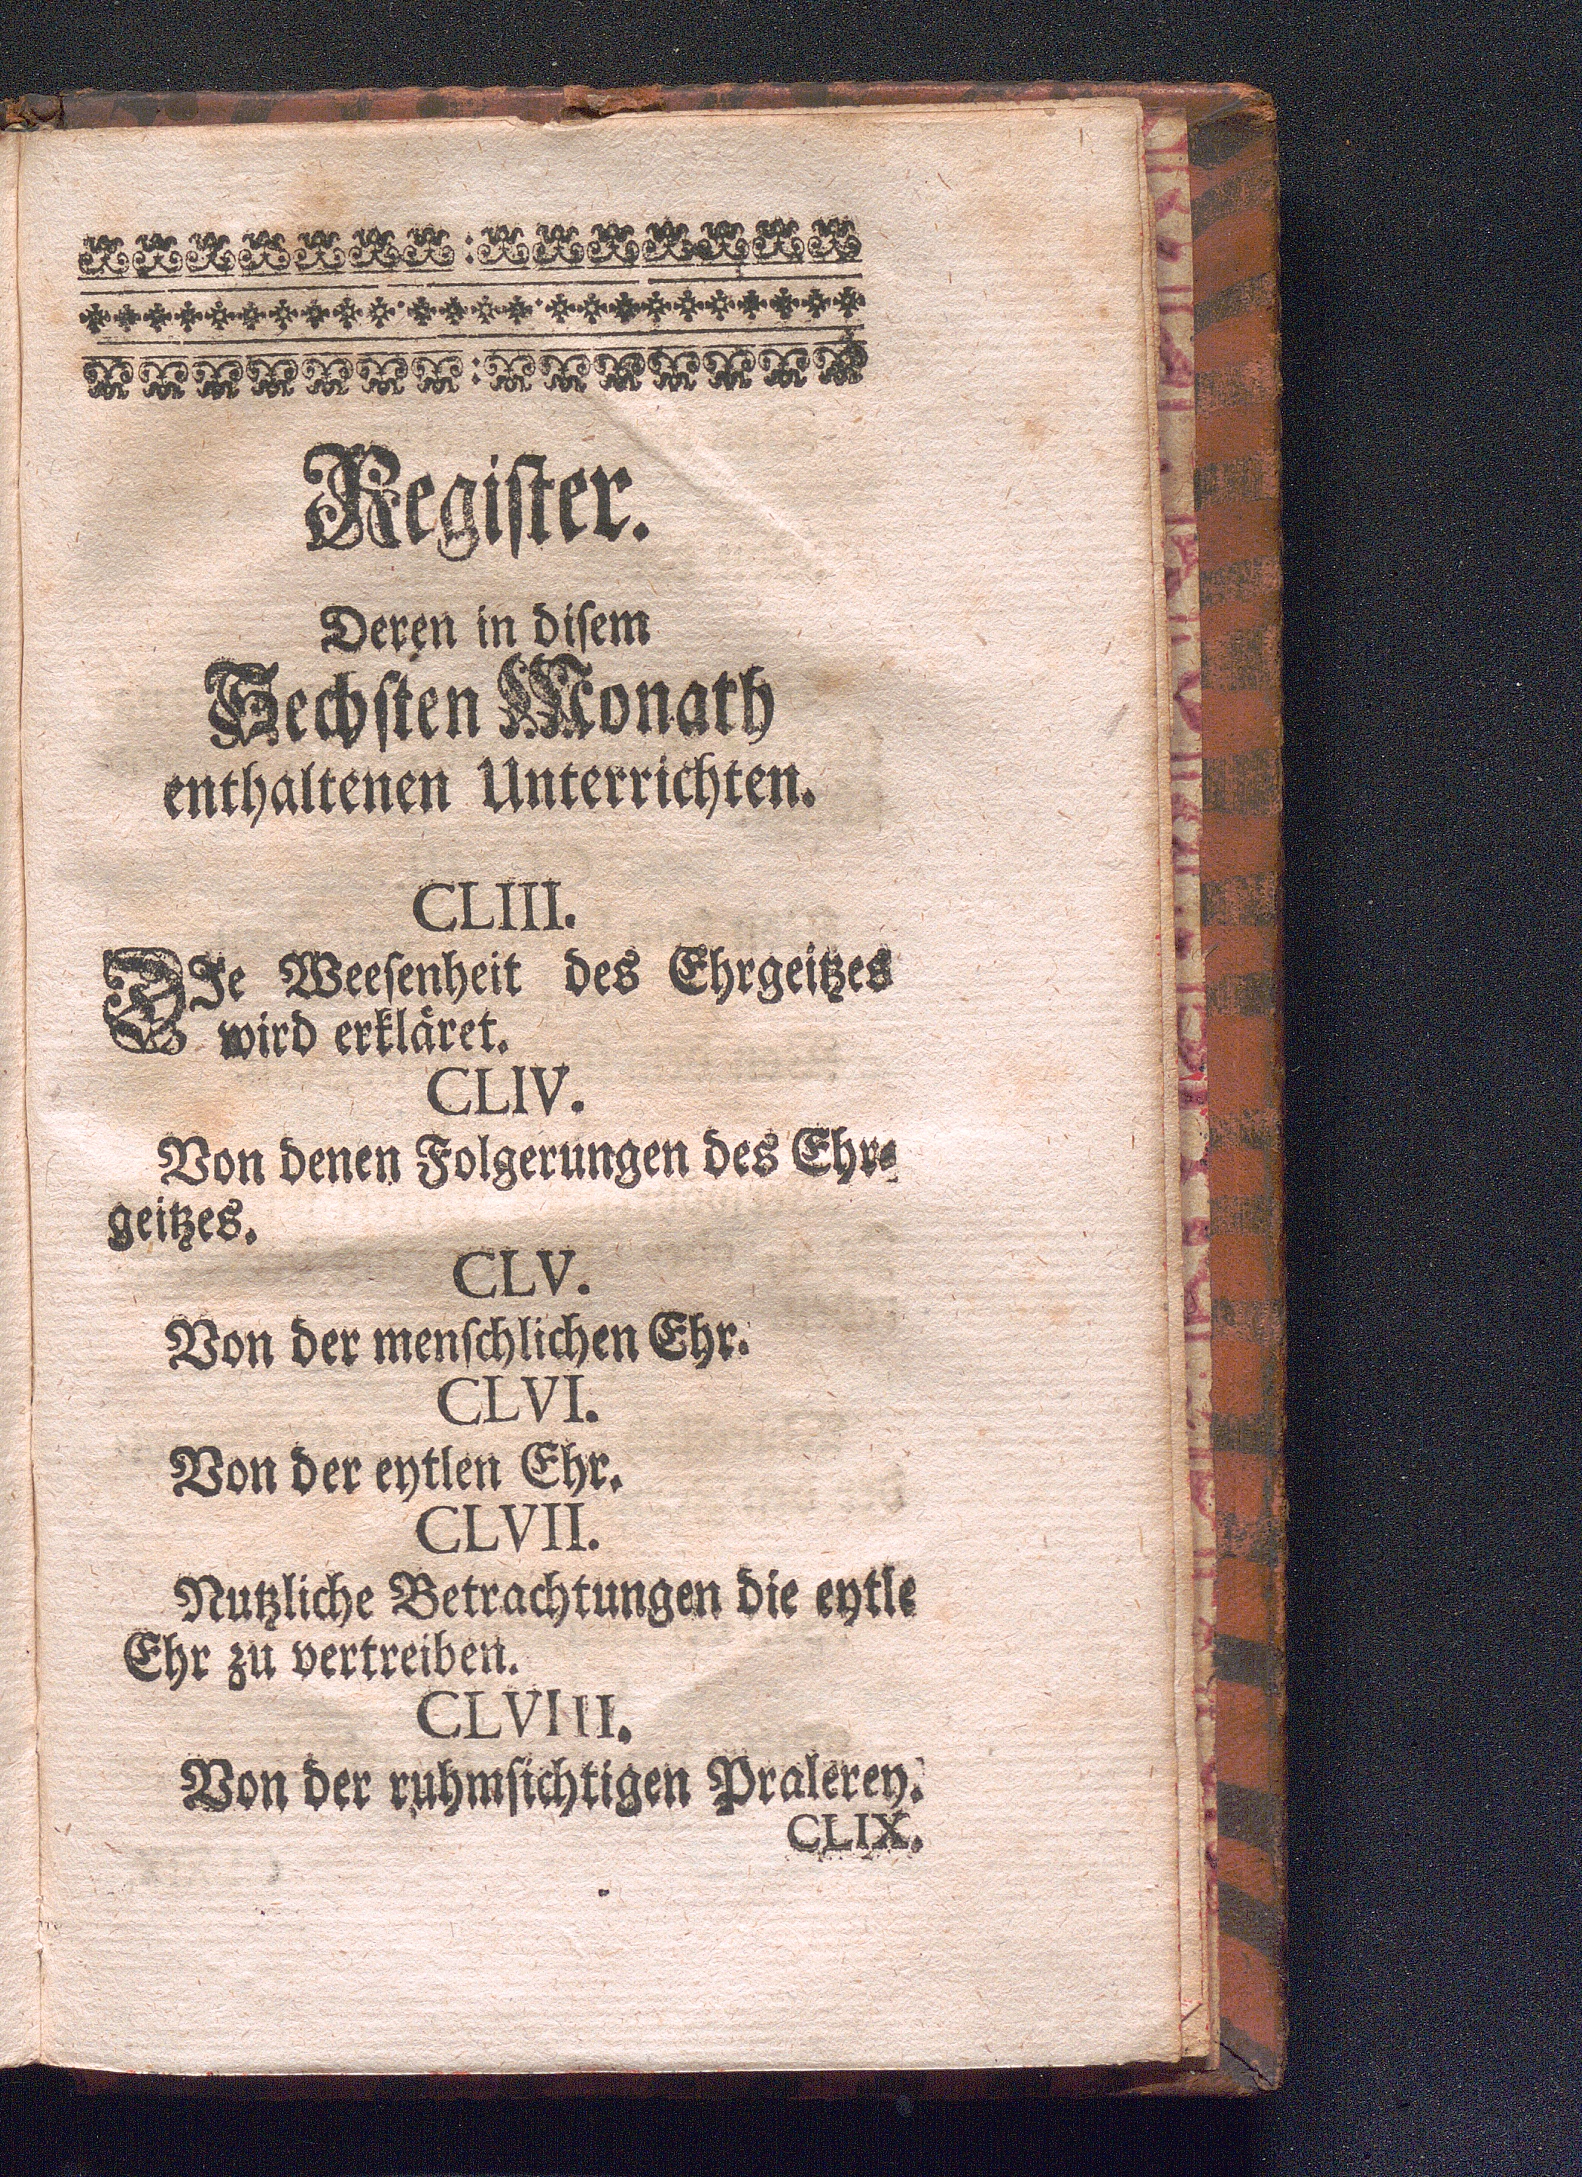 Register.
Deren in disem
Sechsten Monath
enthaltenen Unterrichten.
CLIII.
DJe Weesenheit des Ehrgeitzes
wird erkläret.
CLIV.
Von denen Folgerungen des Ehr-
geitzes.
CLV.
Von der menschlichen Ehr.
CLVI.
Von der eytlen Ehr.
CLVII.
Nutzliche Betrachtungen die eytle
Ehr zu vertreiben.
CLVIII.
Von der ruhmsichtigen Pralerey.
CLIX.